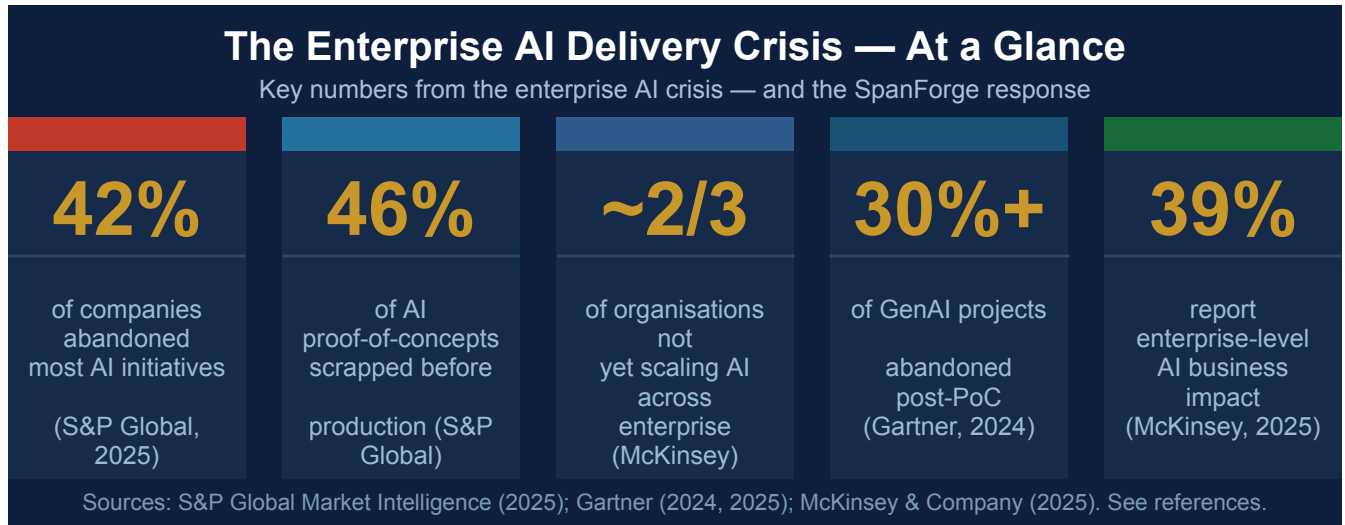 The Enterprise AI Delivery Crisis — At a Glance
Key numbers from the enterprise AI crisis — and the SpanForge response
42%
of companies
abandoned
most AI initiatives
(S&P Global,
2025)
46%
of AI
proof-of-concepts
scrapped before
production (S&P
Global)
~2/3
of organisations
not
yet scaling AI
across
enterprise
(McKinsey)
30%+
of GenAI projects
abandoned
post-PoC
(Gartner, 2024)
39%
report
enterprise-level
AI business
impact
(McKinsey, 2025)
Sources: S&P Global Market Intelligence (2025); Gartner (2024, 2025); McKinsey & Company (2025). See references.